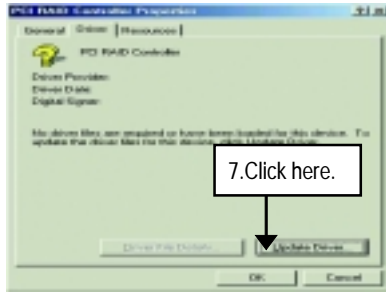 PCI RAID Controller Properties
General Driver Resources
PCI RAID Controller
Driver Provider:
Driver Date:
Digital Signer:
No driver files are required or have been loaded for this device. To
update the driver files for this device, click Update Driver.
7.Click here.
Driver File Details... Update Driver...
OK Cancel